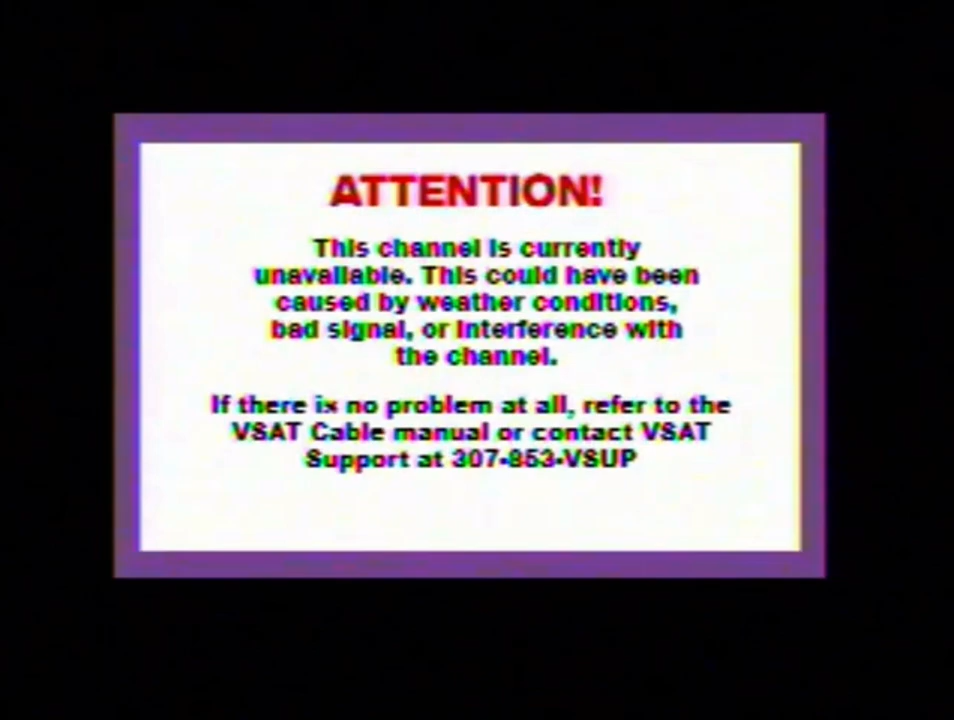 ATTENTION!
This channel is currently
unavailable. This could have been
caused by weather conditions,
bad signal, or interference with
the channel.
If there is no problem at all, refer to the
VSAT Cable manual or contact VSAT
Support at 307-853-VSUP